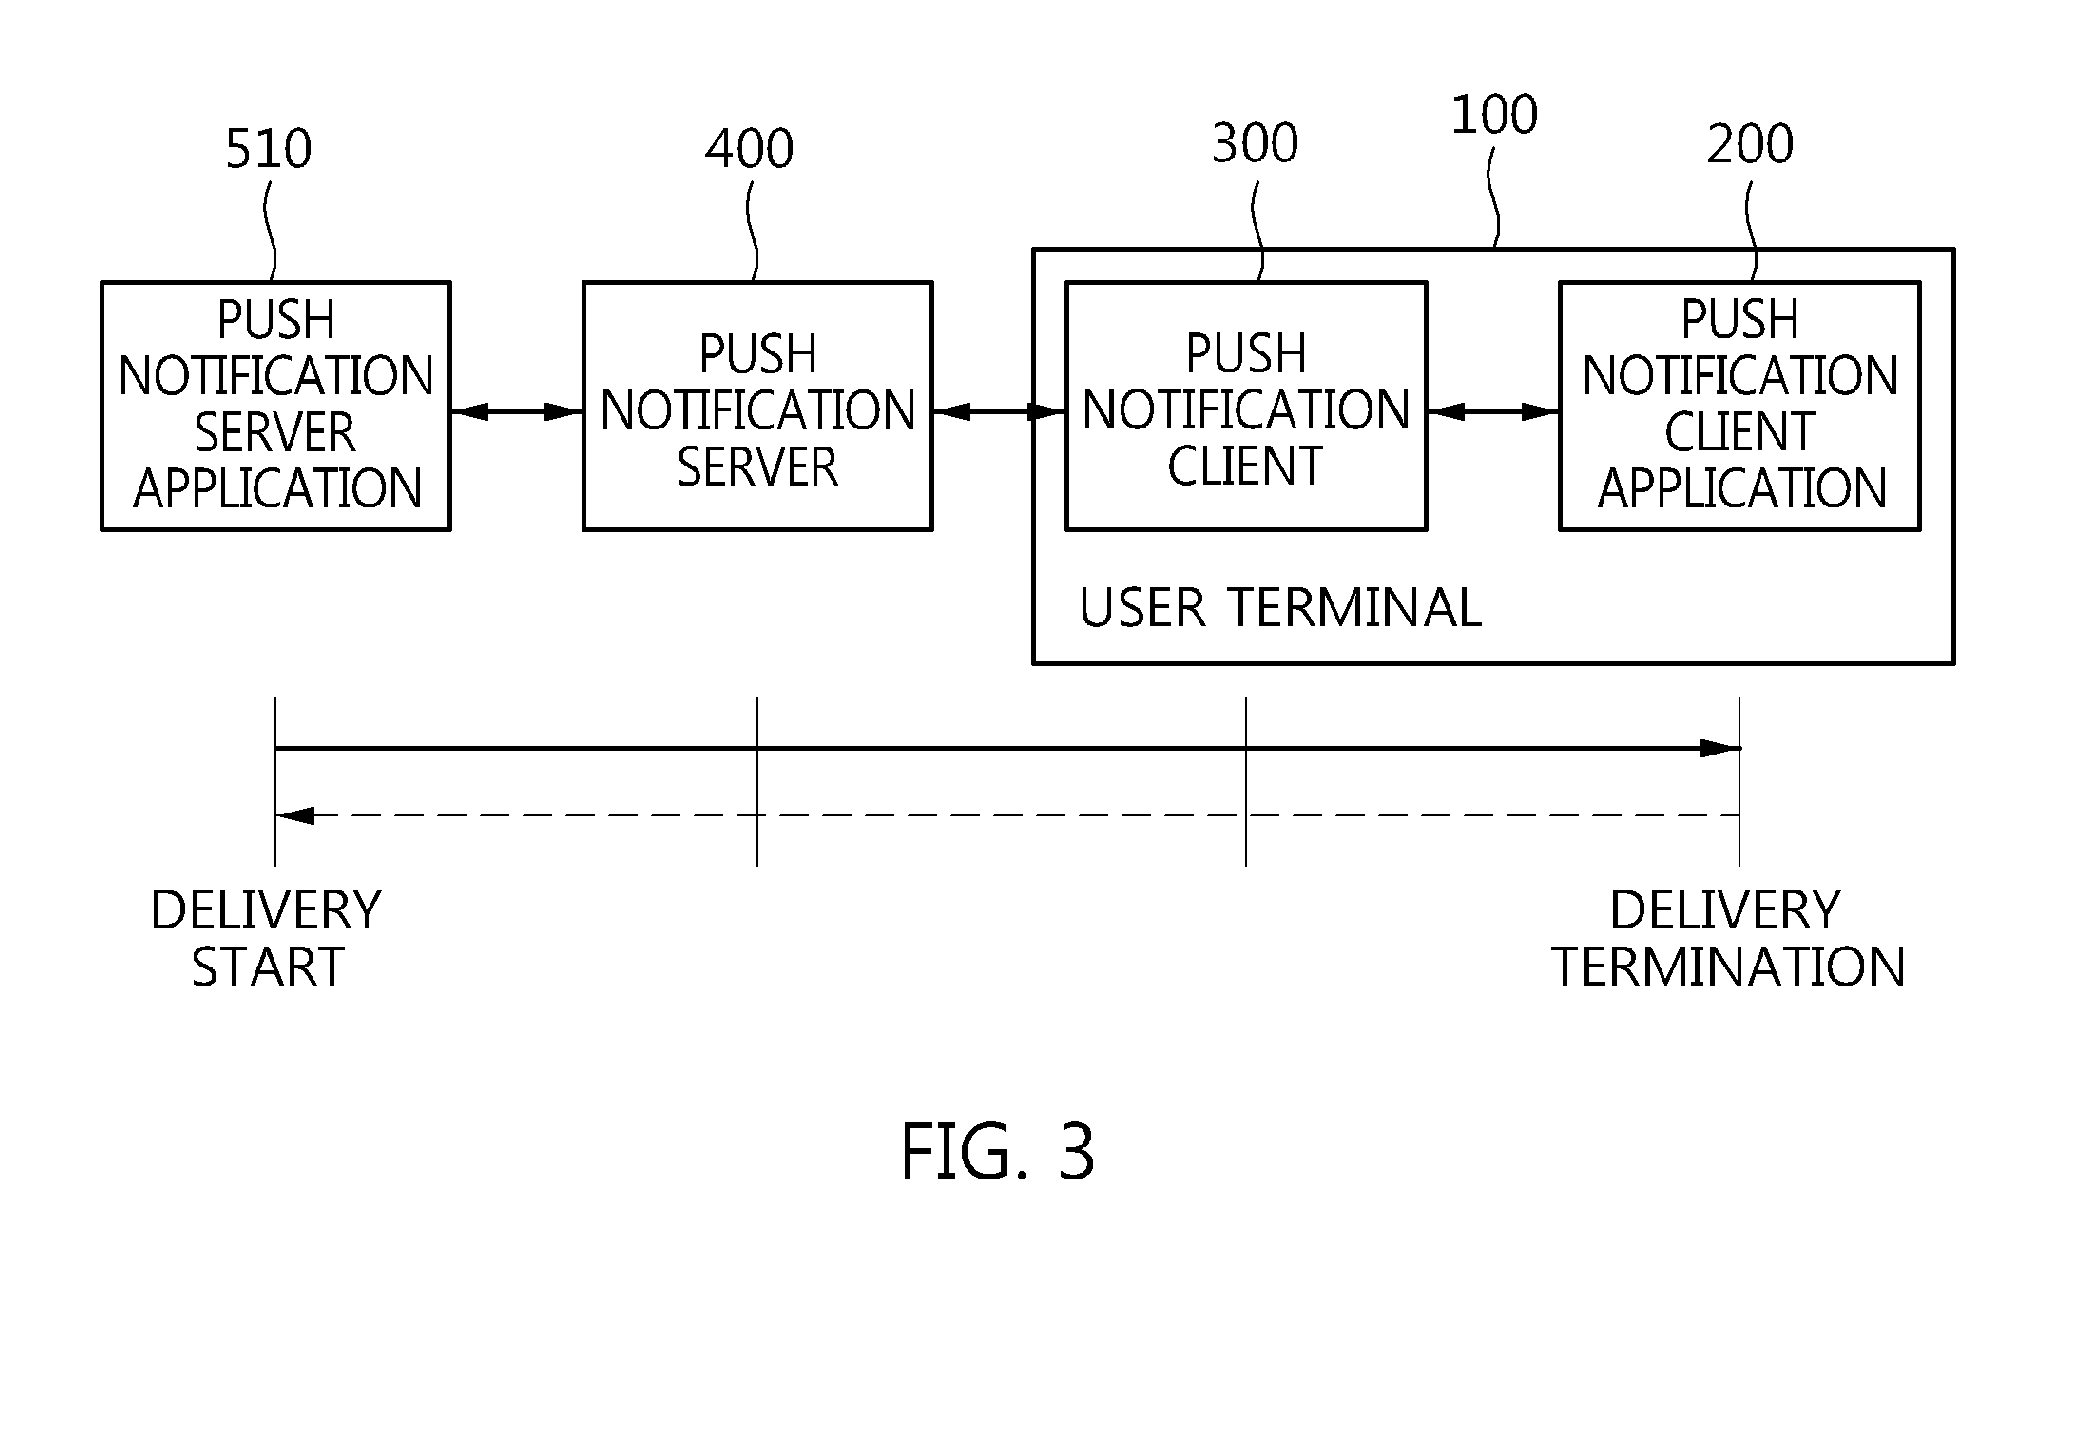 510
400
300
100
200
PUSH
NOTIFICATION
SERVER
APPLICATION
PUSH
NOTIFICATION
SERVER
PUSH
NOTIFICATION
CLIENT
PUSH
NOTIFICATION
CLIENT
APPLICATION
USER TERMINAL
DELIVERY
START
DELIVERY
TERMINATION
FIG. 3